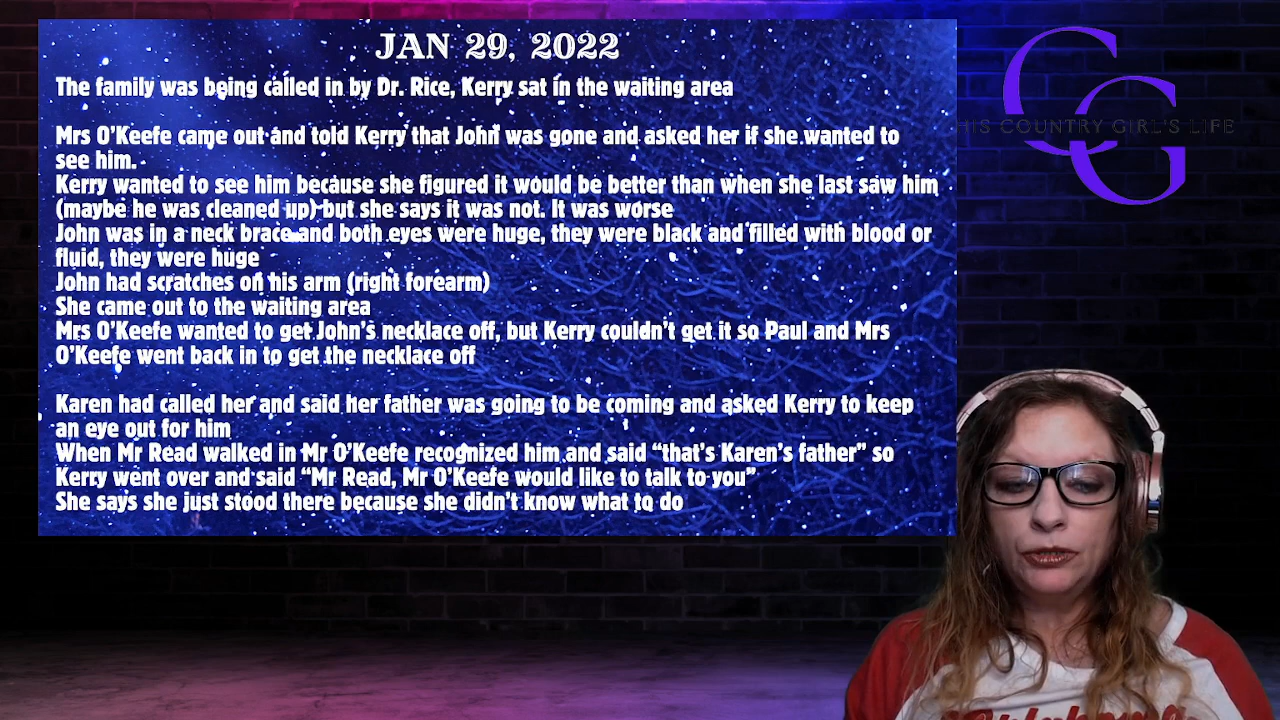 JAN 29, 2022
The family was being called in by Dr. Rice, Kerry sat in the waiting area
Mrs O'Keefe came out and told Kerry that John was gone and asked her if she wanted to
see him.
Kerry wanted to see him because she figured it would be better than when she last saw him
(maybe he was cleaned up) but she says it was not. It was worse
John was in a neck brace and both eyes were huge, they were black and filled with blood or
fluid, they were huge
John had scratches on his arm (right forearm)
She came out to the waiting area
Mrs O'Keefe wanted to get John's necklace off, but Kerry couldn't get it so Paul and Mrs
O'Keefe went back in to get the necklace off
Karen had called her and said her father was going to be coming and asked Kerry to keep
an eye out for him
When Mr Read walked in Mr O'Keefe recognized him and said “that's Karen's father” so
Kerry went over and said “Mr Read, Mr O'Keefe would like to talk to you”
She says she just stood there because she didn't know what to do
CG
HIS COUNTRY GIRL'S LIFE